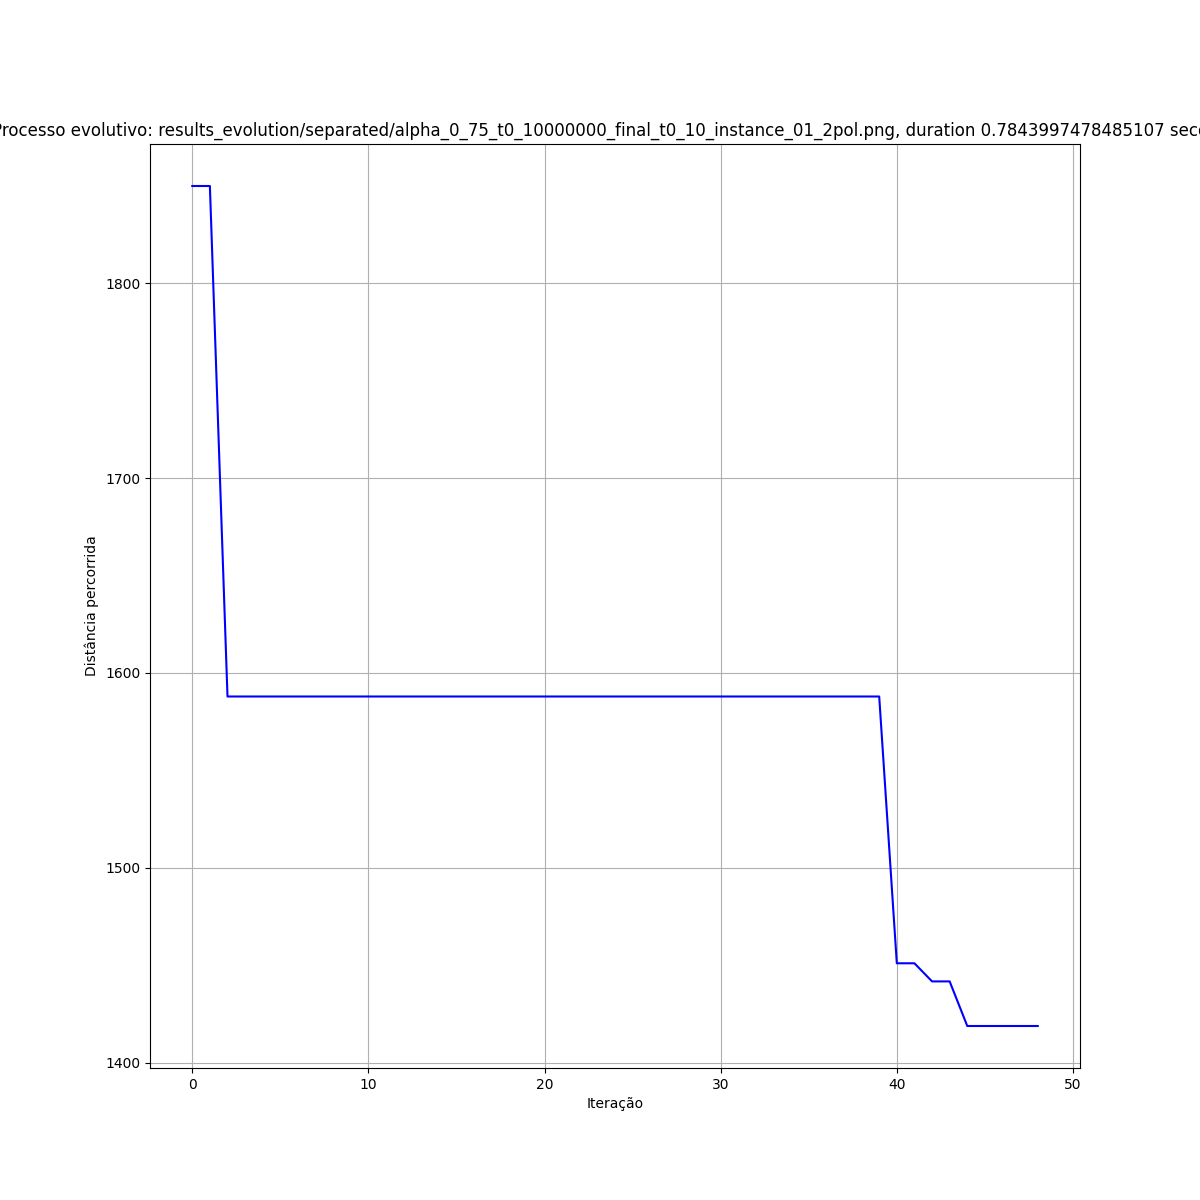 Processo evolutivo: results_evolution/separated/alpha_0_75_t0_10000000_final_t0_10_instance_01_2pol.png, duration 0.7843997478485107
1800
1700
1600
1500
1400
Distância percorrida
0 10 20 30 40 50
Iteração